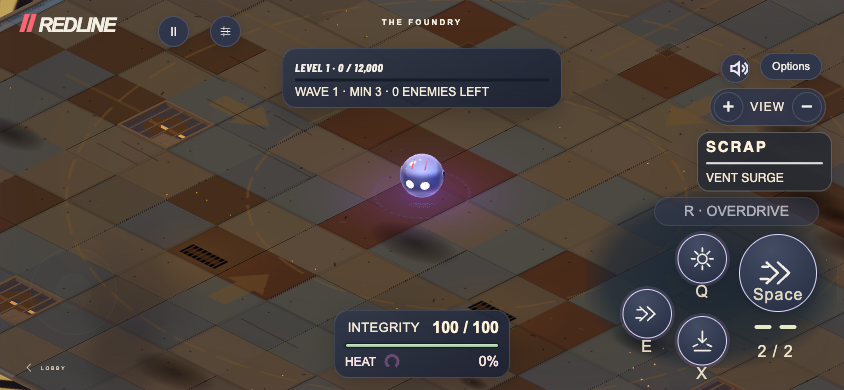 REDLINE
THE FOUNDRY
LEVEL 1 · 0 / 12,000
WAVE 1 · MIN 3 · 0 ENEMIES LEFT
Options
+ VIEW −
SCRAP
VENT SURGE
R · OVERDRIVE
Q
Space
E
2 / 2
X
INTEGRITY 100 / 100
HEAT 0%
LOBBY